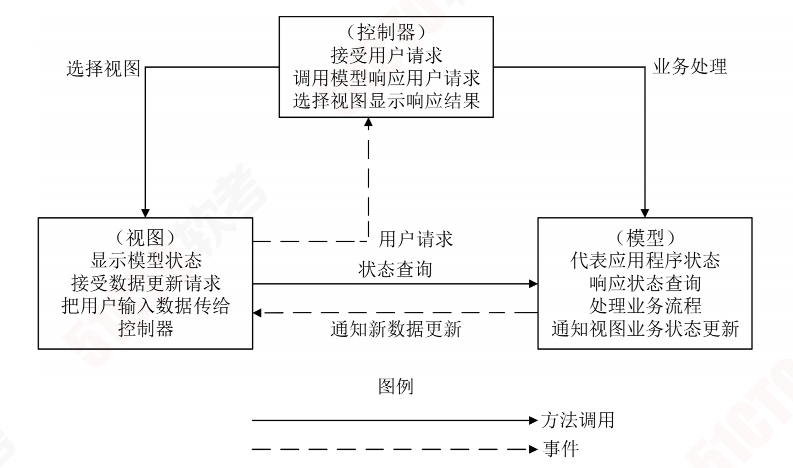 （控制器）
接受用户请求
调用模型响应用户请求
选择视图显示响应结果
选择视图
业务处理
（视图）
显示模型状态
接受数据更新请求
把用户输入数据传给
控制器
用户请求
状态查询
通知新数据更新
（模型）
代表应用程序状态
响应状态查询
处理业务流程
通知视图业务状态更新
图例
方法调用
事件
51CTO
软考